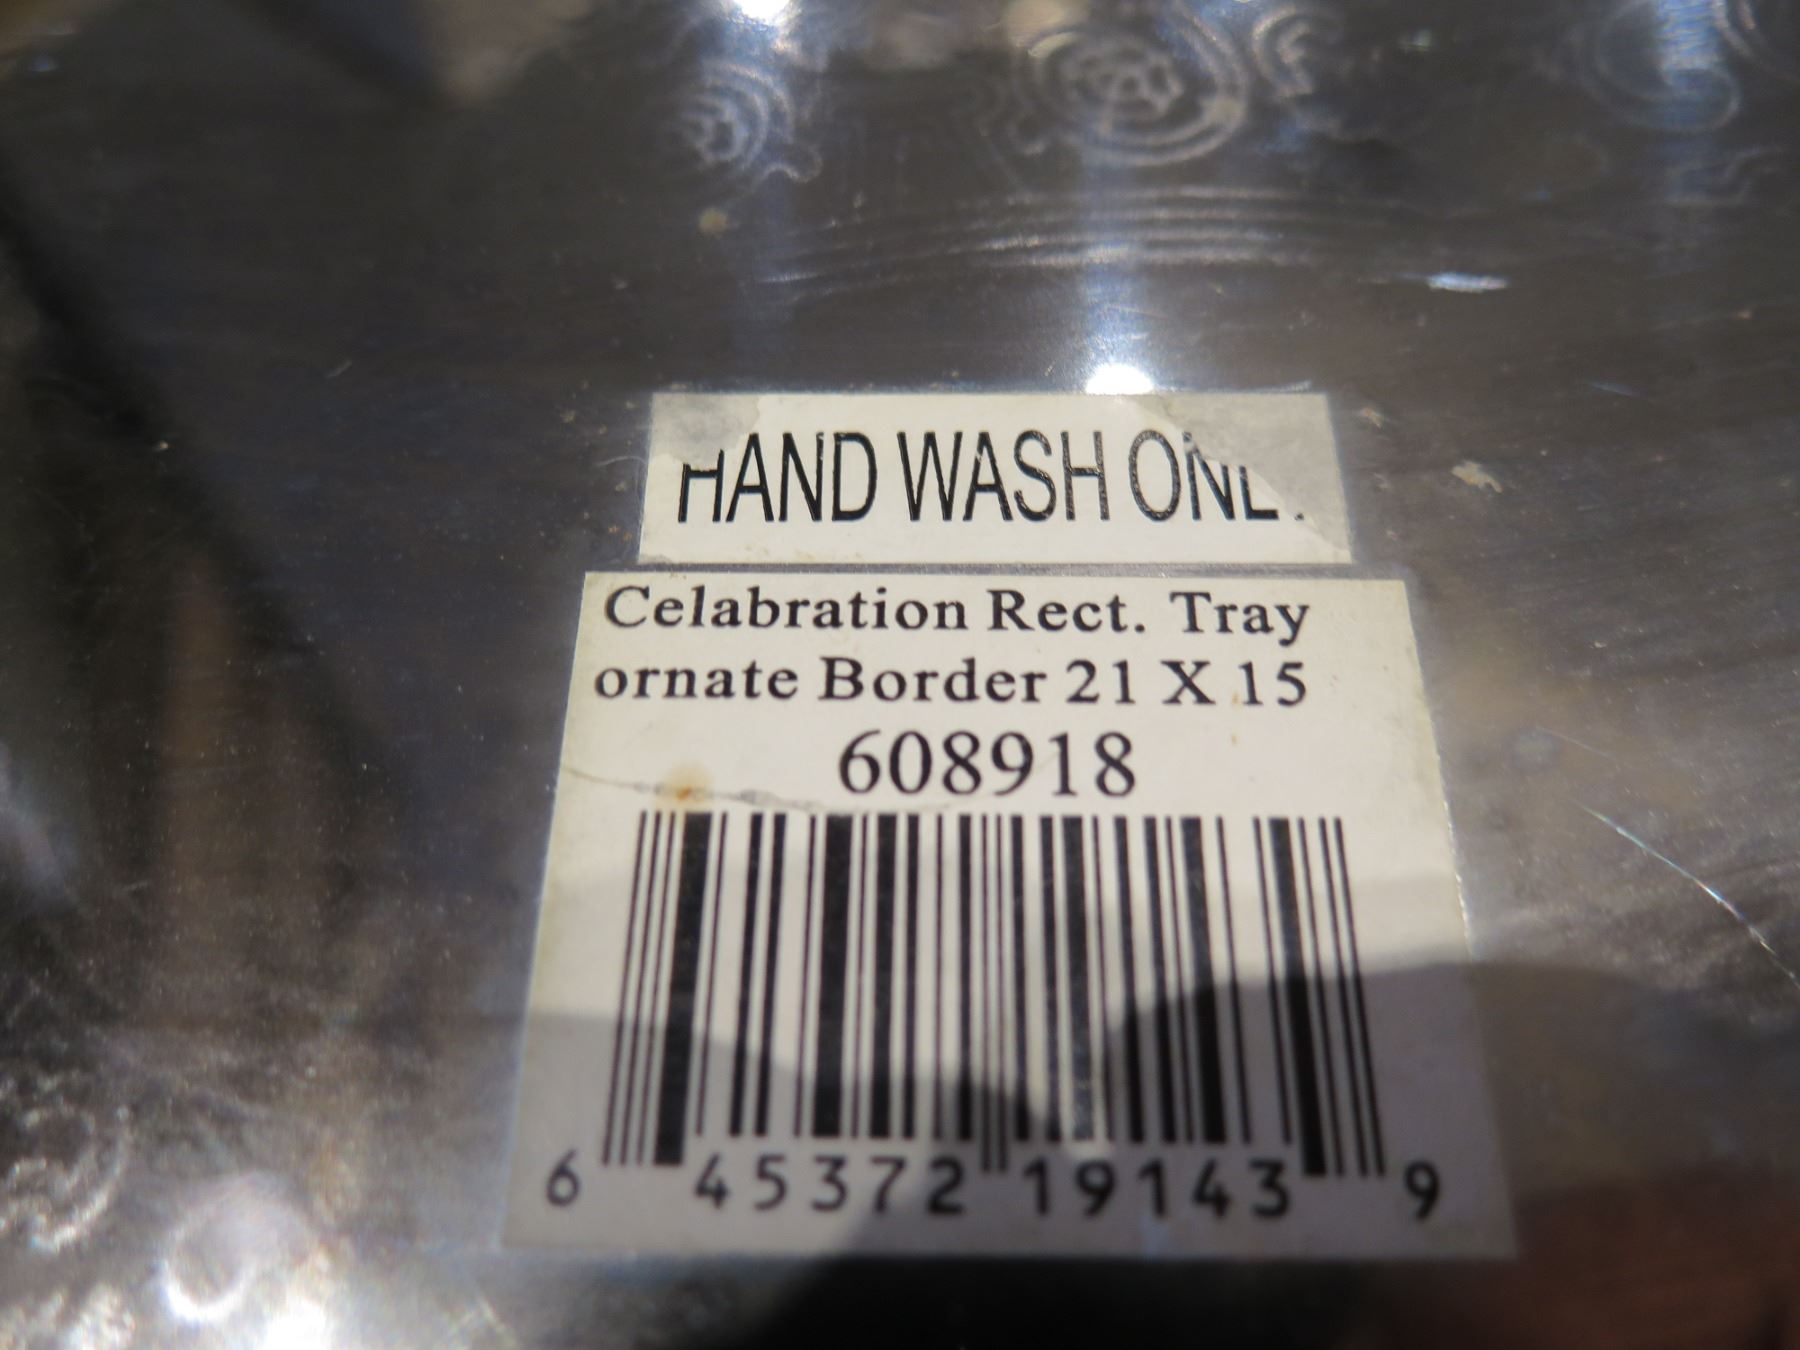 HAND WASH ONL
Celabration Rect. Tray
ornate Border 21 X 15
608918
6 45372 19143 9